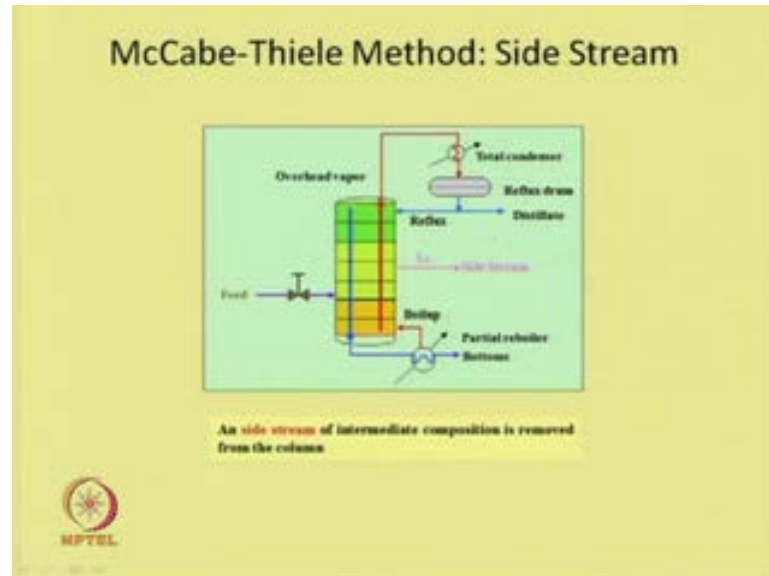 McCabe-Thiele Method: Side Stream
Total condenser
Overhead vapor
Reflux drum
Reflux
Distillate
Side Stream
Feed
Boilup
Partial reboiler
Bottoms
An side stream of intermediate composition is removed
from the column
NPTEL